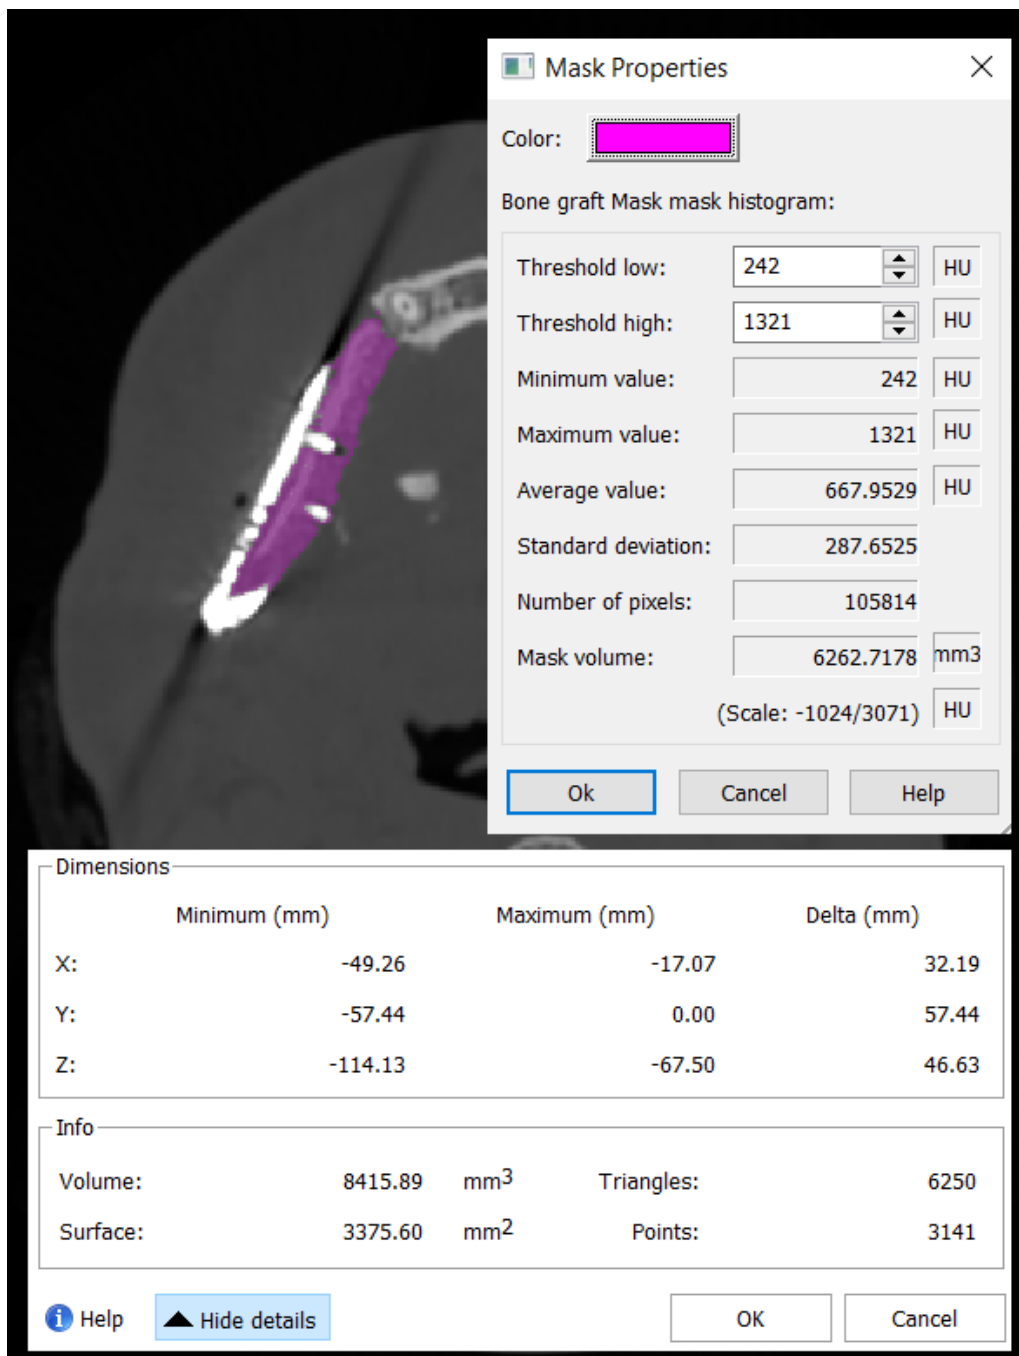 Mask Properties
Color:
Bone graft Mask mask histogram:
Threshold low: 242 HU
Threshold high: 1321 HU
Minimum value: 242 HU
Maximum value: 1321 HU
Average value: 667.9529 HU
Standard deviation: 287.6525
Number of pixels: 105814
Mask volume: 6262.7178 mm3
(Scale: -1024/3071) HU
Ok Cancel Help
Dimensions
Minimum (mm) Maximum (mm) Delta (mm)
X: -49.26 -17.07 32.19
Y: -57.44 0.00 57.44
Z: -114.13 -67.50 46.63
Info
Volume: 8415.89 mm3 Triangles: 6250
Surface: 3375.60 mm2 Points: 3141
Help Hide details OK Cancel